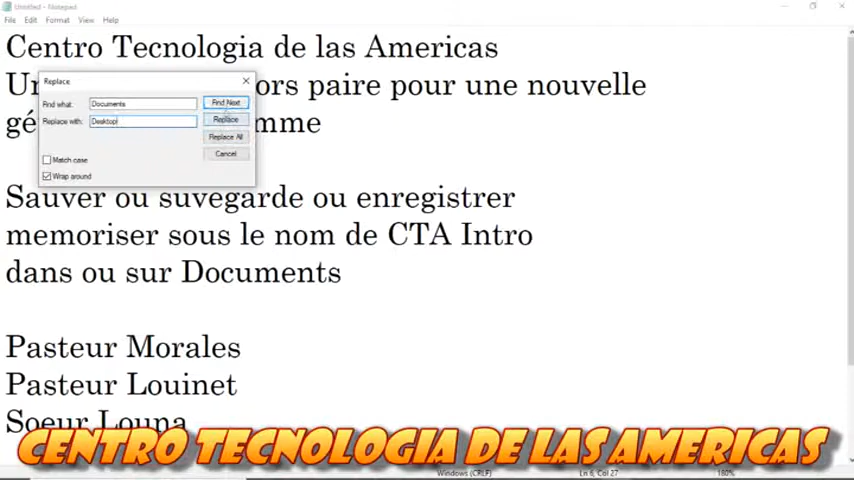 Untitled - Notepad
File Edit Format View Help
Centro Tecnologia de las Americas
Un ors paire pour une nouvelle
gé mme
Replace
Find what: Documents Find Next
Replace with: Desktop Replace
Replace All
Match case Cancel
Wrap around
Sauver ou suvegarde ou enregistrer
memoriser sous le nom de CTA Intro
dans ou sur Documents
Pasteur Morales
Pasteur Louinet
Soeur Louna
CENTRO TECNOLOGIA DE LAS AMERICAS
Windows (CRLF) Ln 6, Col 27 180%